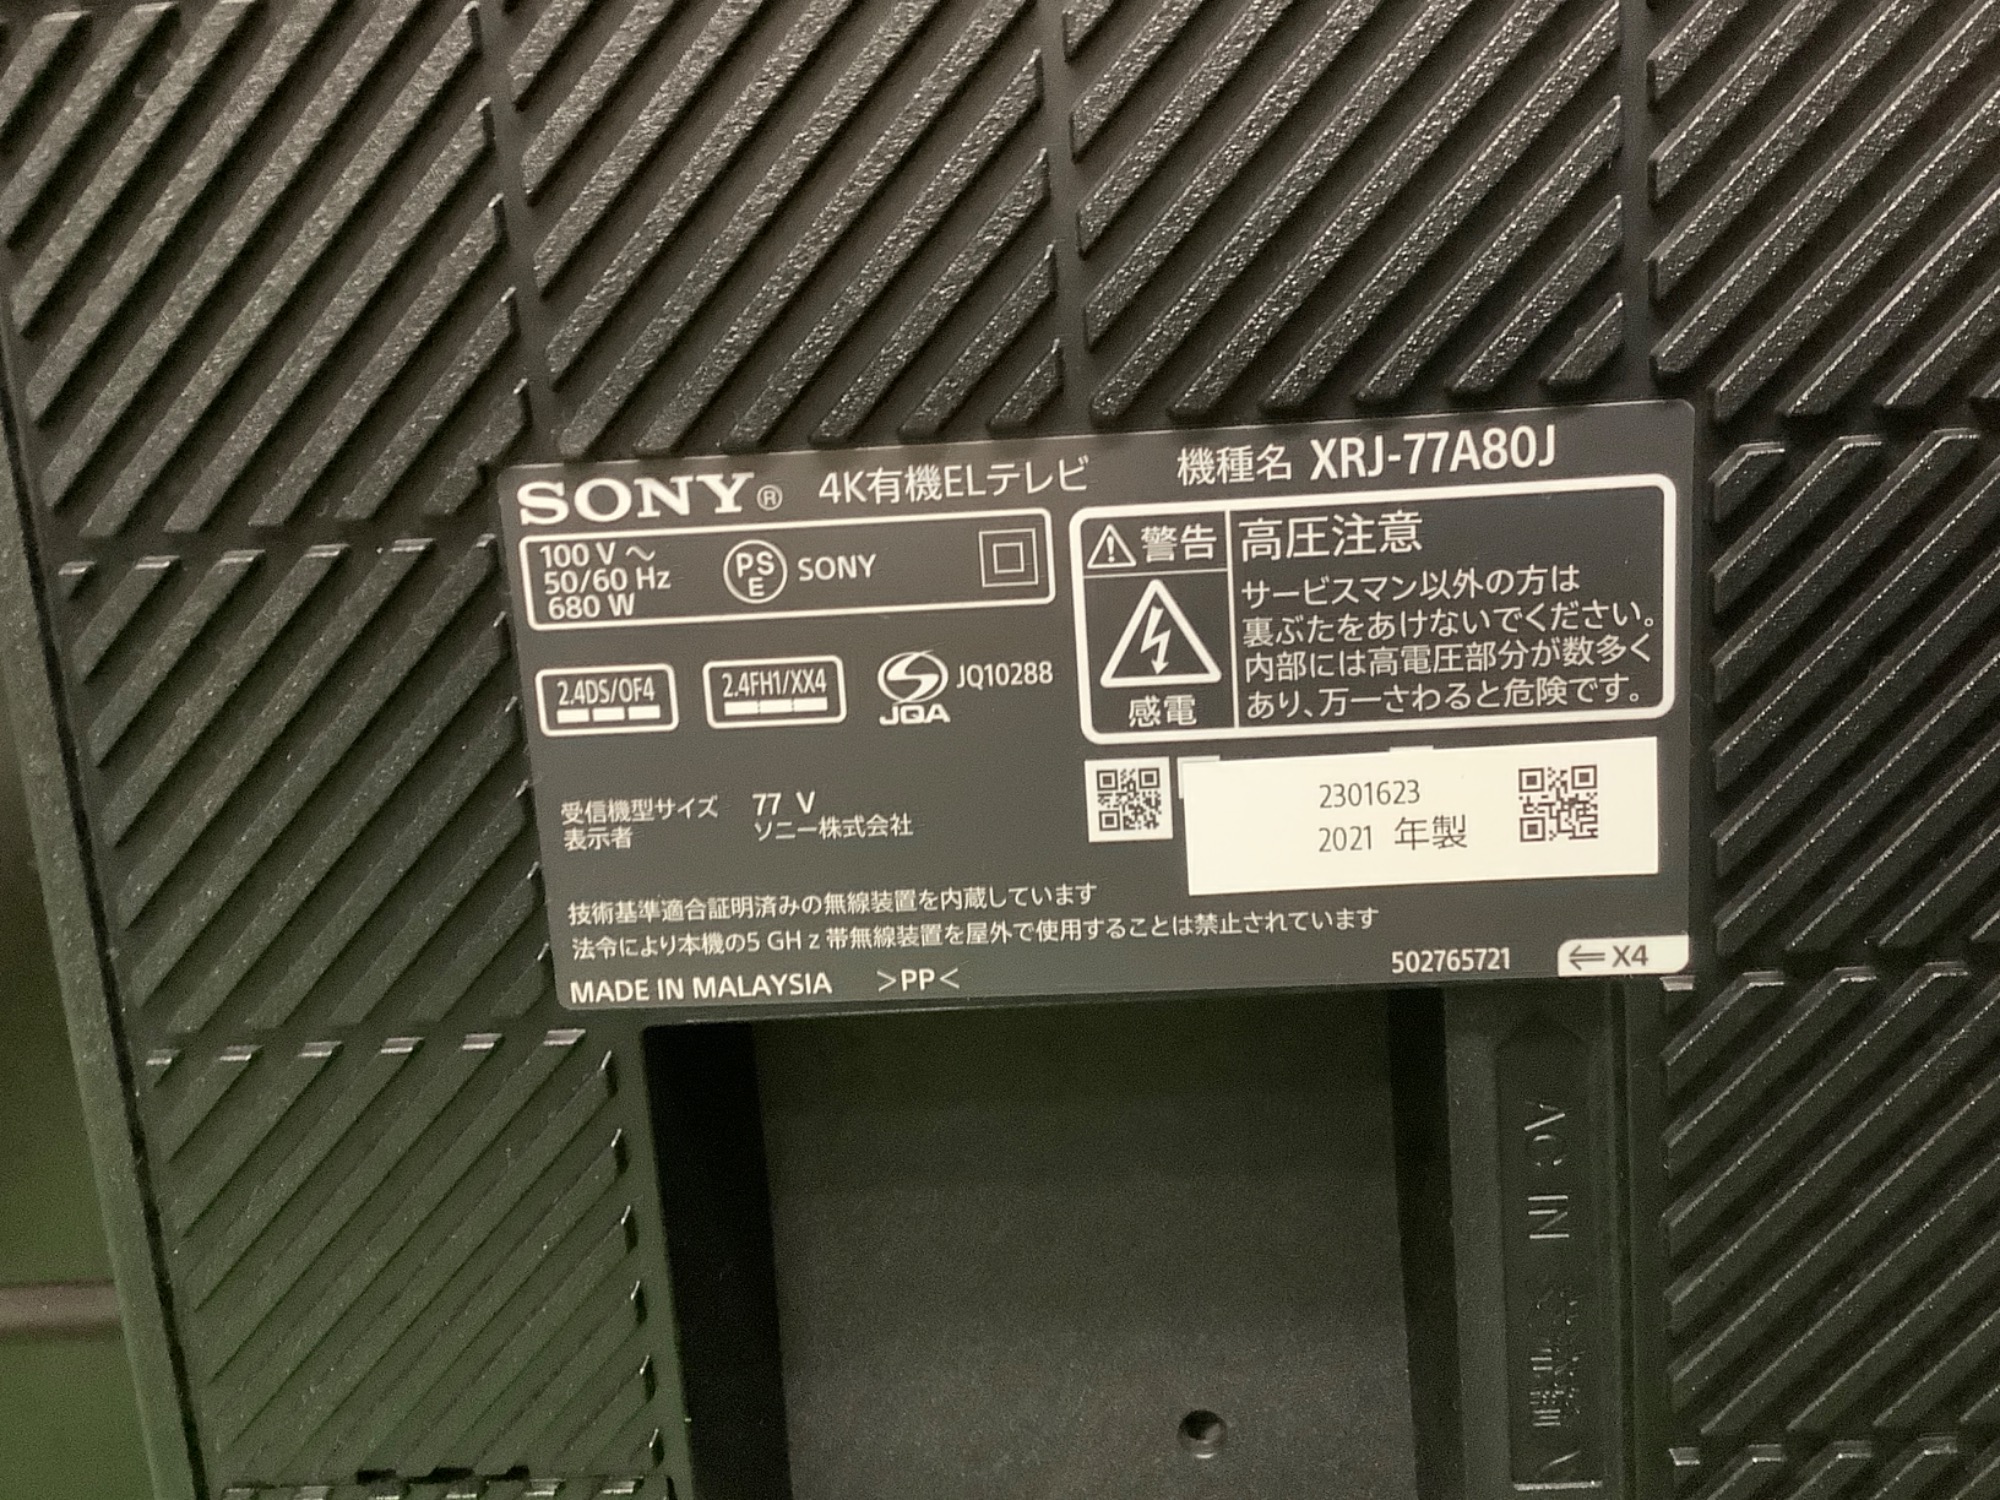 SONY® 4K有機ELテレビ 機種名 XRJ-77A80J
100 V ～
50/60 Hz
680 W
PS
E
SONY
警告
高圧注意
サービスマン以外の方は
裏ぶたをあけないでください。
内部には高電圧部分が数多く
あり、万一さわると危険です。
感電
2.4DS/OF4
2.4FH1/XX4
JQA
JQ10288
受信機型サイズ 77 V
表示者 ソニー株式会社
2301623
2021 年製
技術基準適合証明済みの無線装置を内蔵しています
法令により本機の5 GHz帯無線装置を屋外で使用することは禁止されています
MADE IN MALAYSIA >PP<
502765721
⇐X4
AC IN